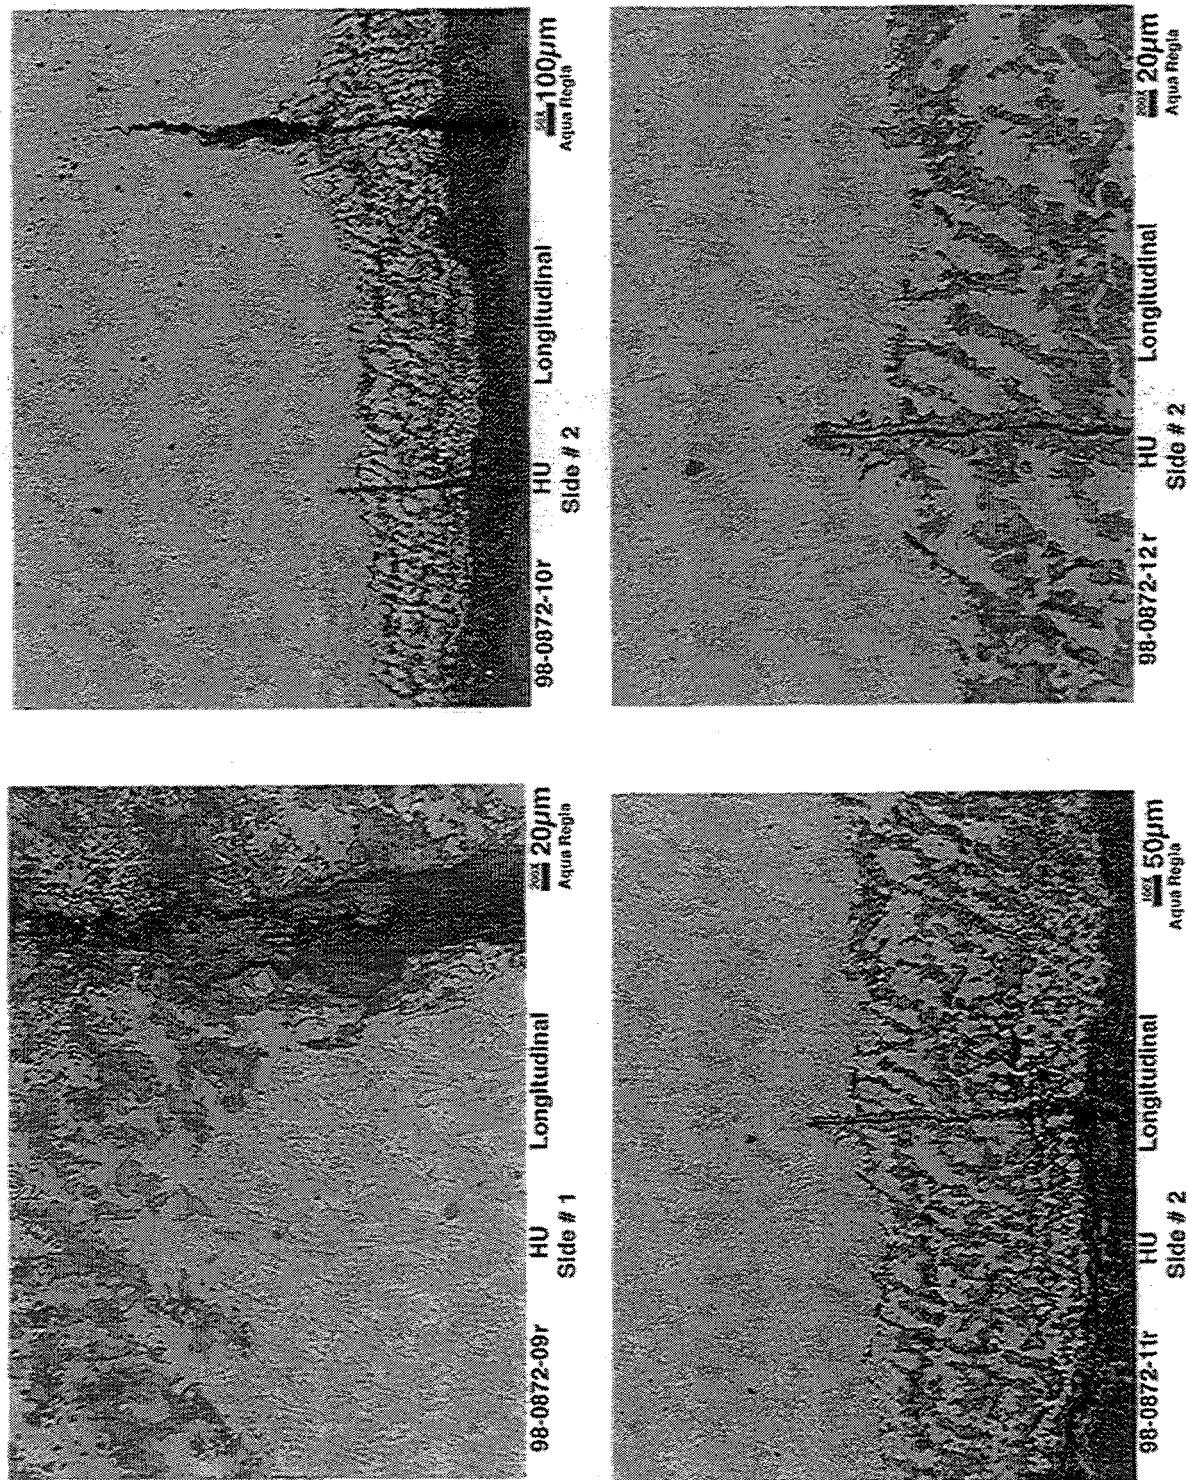 98-0872-09r HU Longitudinal 200X 20µm
Side # 1 Aqua Regia
98-0872-10r HU Longitudinal 100µm
Side # 2 Aqua Regia
98-0872-11r HU Longitudinal 50µm
Side # 2 Aqua Regia
98-0872-12r HU Longitudinal 200X 20µm
Side # 2 Aqua Regia